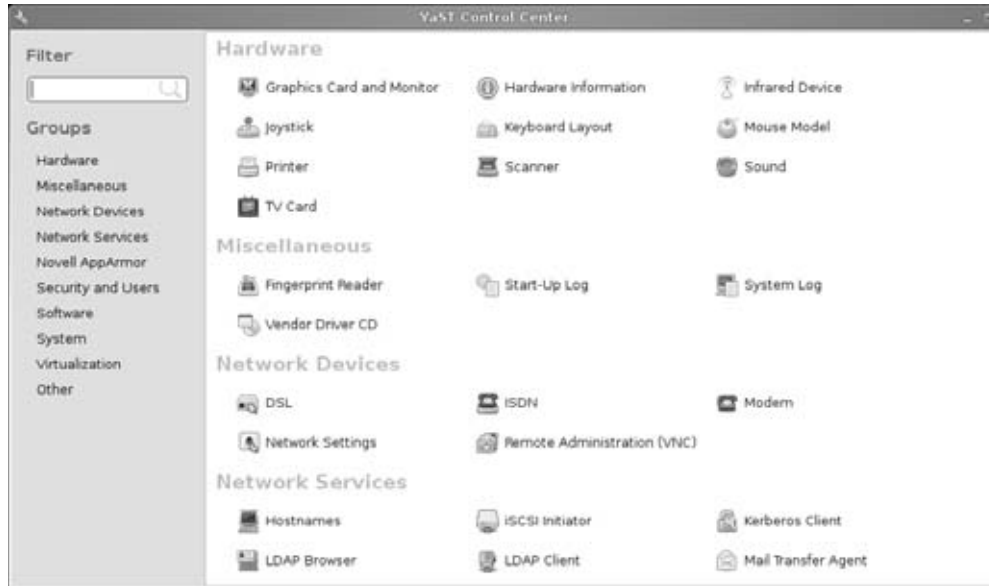 YaST Control Center
Filter
Groups
Hardware
Miscellaneous
Network Devices
Network Services
Novell AppArmor
Security and Users
Software
System
Virtualization
Other
Hardware
Graphics Card and Monitor
Hardware Information
Infrared Device
Joystick
Keyboard Layout
Mouse Model
Printer
Scanner
Sound
TV Card
Miscellaneous
Fingerprint Reader
Start-Up Log
System Log
Vendor Driver CD
Network Devices
DSL
ISDN
Modem
Network Settings
Remote Administration (VNC)
Network Services
Hostnames
iSCSI Initiator
Kerberos Client
LDAP Browser
LDAP Client
Mail Transfer Agent